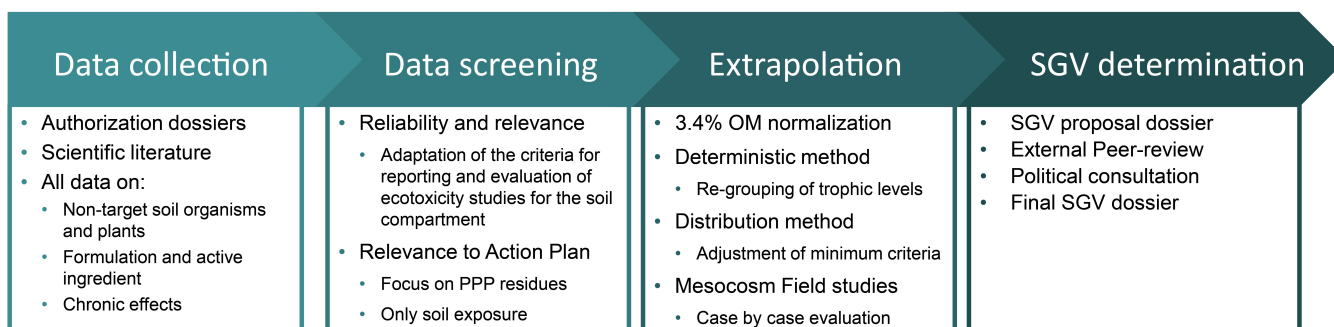 Data collection
• Authorization dossiers
• Scientific literature
• All data on:
• Non-target soil organisms
and plants
• Formulation and active
ingredient
• Chronic effects
Data screening
• Reliability and relevance
• Adaptation of the criteria for
reporting and evaluation of
ecotoxicity studies for the soil
compartment
• Relevance to Action Plan
• Focus on PPP residues
• Only soil exposure
Extrapolation
• 3.4% OM normalization
• Deterministic method
• Re-grouping of trophic levels
• Distribution method
• Adjustment of minimum criteria
• Mesocosm Field studies
• Case by case evaluation
SGV determination
• SGV proposal dossier
• External Peer-review
• Political consultation
• Final SGV dossier